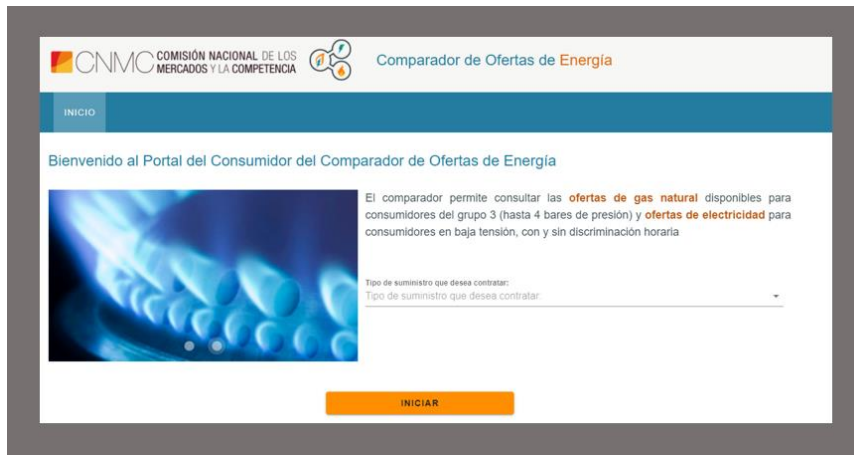 CNMC COMISIÓN NACIONAL DE LOS
MERCADOS Y LA COMPETENCIA
Comparador de Ofertas de Energía
INICIO
Bienvenido al Portal del Consumidor del Comparador de Ofertas de Energía
El comparador permite consultar las ofertas de gas natural disponibles para
consumidores del grupo 3 (hasta 4 bares de presión) y ofertas de electricidad para
consumidores en baja tensión, con y sin discriminación horaria
Tipo de suministro que desea contratar:
Tipo de suministro que desea contratar:
INICIAR